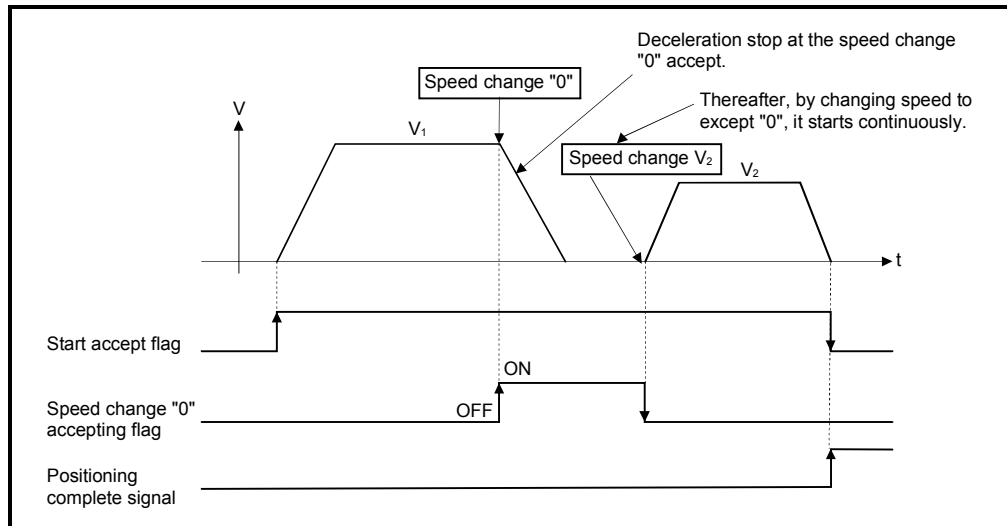 Deceleration stop at the speed change
"0" accept.
Speed change "0"
Thereafter, by changing speed to
except "0", it starts continuously.
V
V1
Speed change V2
V2
t
Start accept flag
ON
OFF
Speed change "0"
accepting flag
Positioning
complete signal